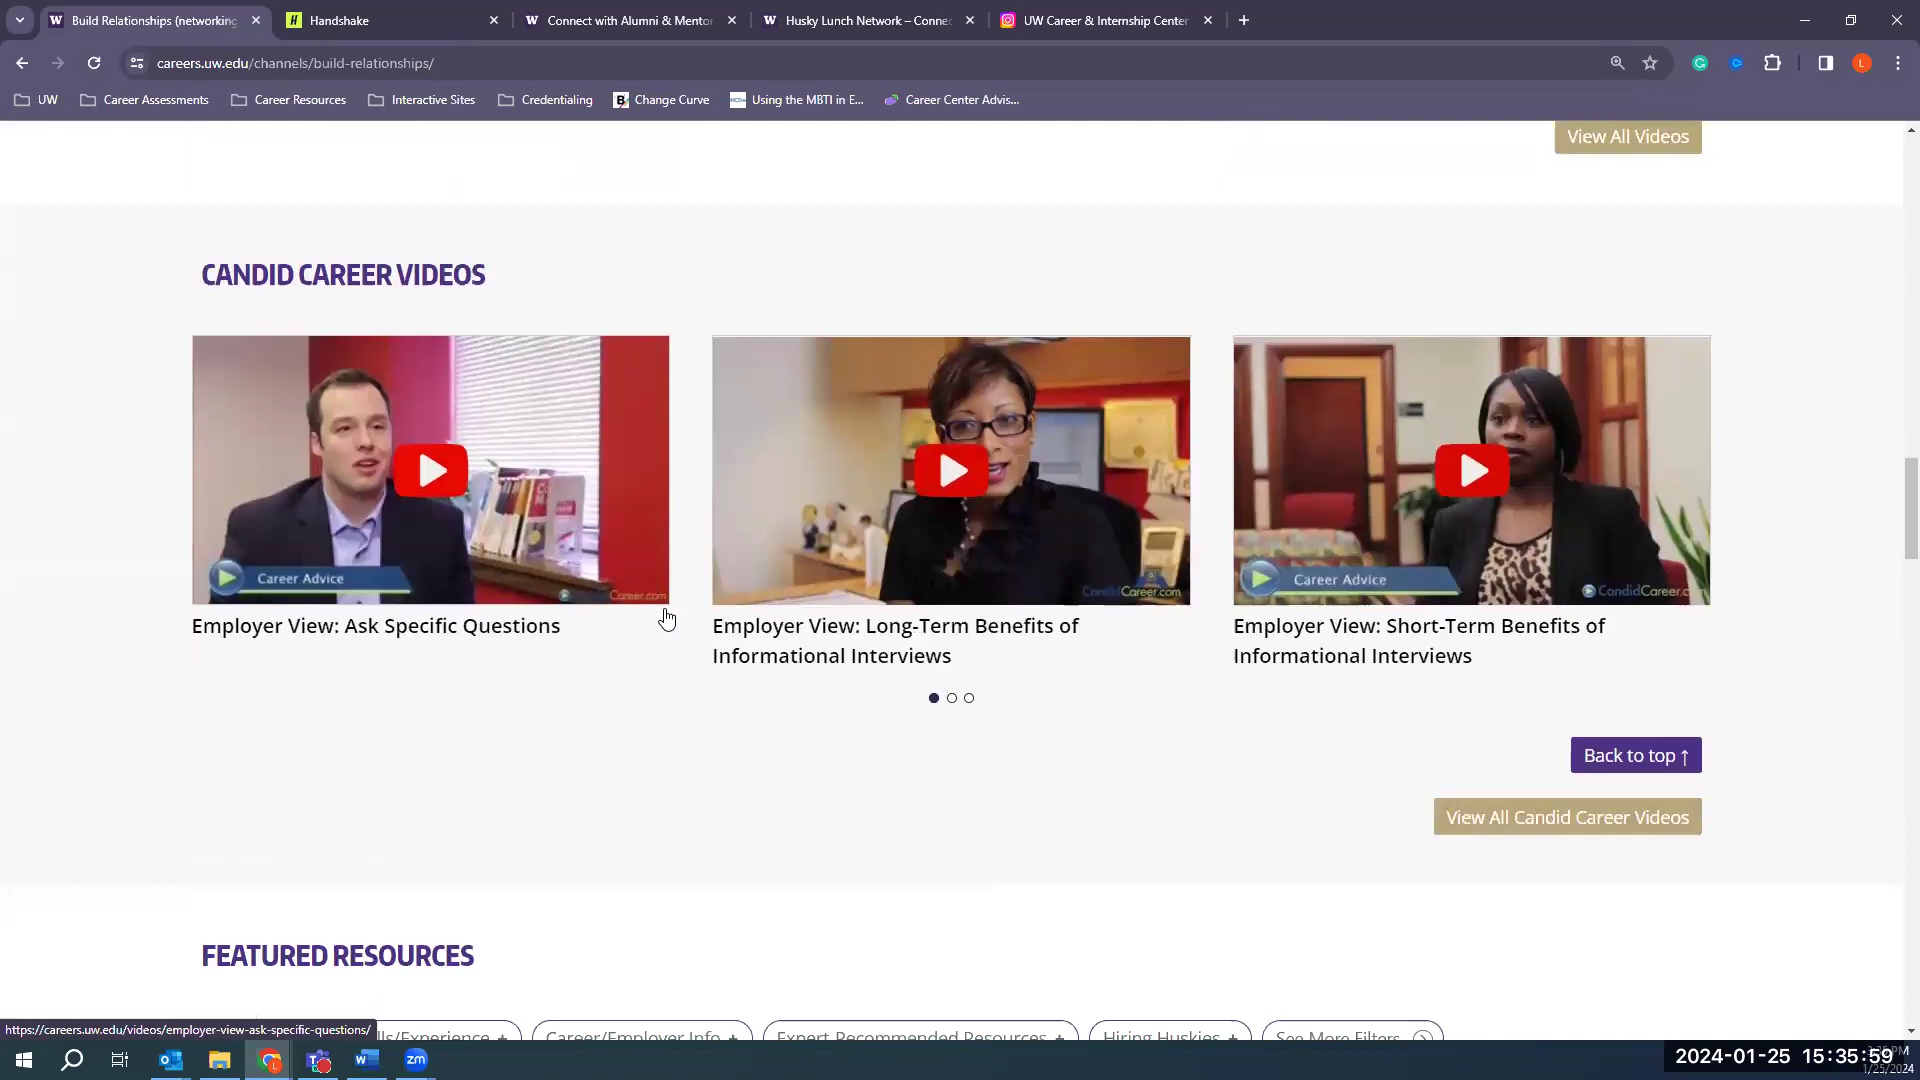 Build Relationships (networking
Handshake
Connect with Alumni & Mentor
Husky Lunch Network – Connec
UW Career & Internship Center
careers.uw.edu/channels/build-relationships/
L
UW
Career Assessments
Career Resources
Interactive Sites
Credentialing
Change Curve
Using the MBTI in E...
Career Center Advis...
View All Videos
CANDID CAREER VIDEOS
Career Advice
Career.com
CandidCareer.com
Career Advice
CandidCareer.com
Employer View: Ask Specific Questions
Employer View: Long-Term Benefits of
Informational Interviews
Employer View: Short-Term Benefits of
Informational Interviews
Back to top ↑
View All Candid Career Videos
FEATURED RESOURCES
lls/Experience +
Career/Employer Info +
Expert Recommended Resources +
Hiring Huskies +
See More Filters
https://careers.uw.edu/videos/employer-view-ask-specific-questions/
zm
2024-01-25 15:35:59
1/25/2024